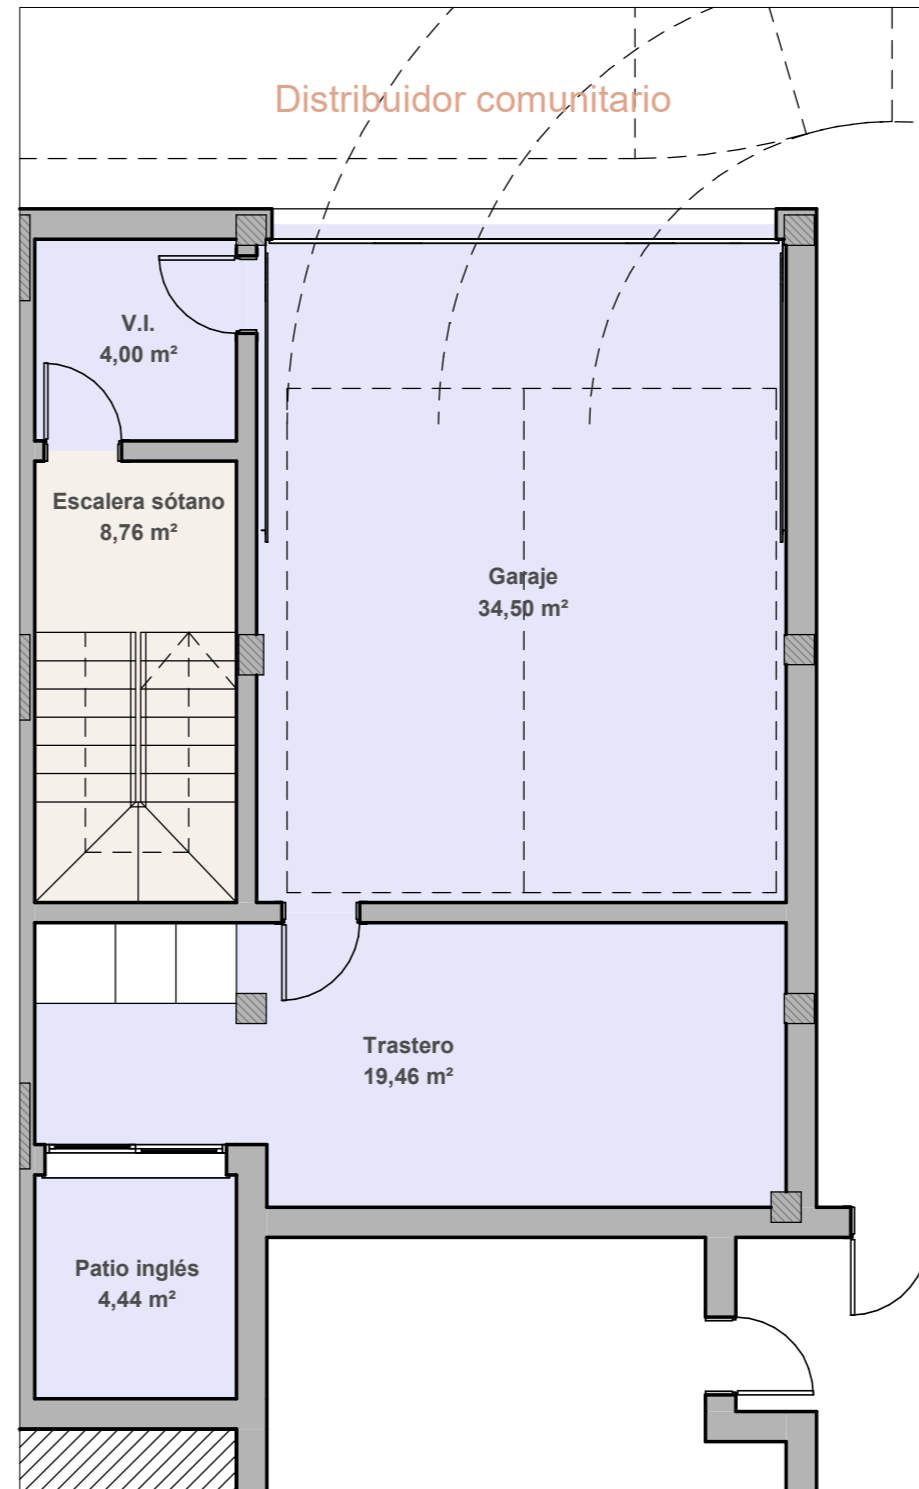 Distribuidor comunitario
V.I.
4,00 m²
Escalera sótano
8,76 m²
Garaje
34,50 m²
Trastero
19,46 m²
Patio inglés
4,44 m²